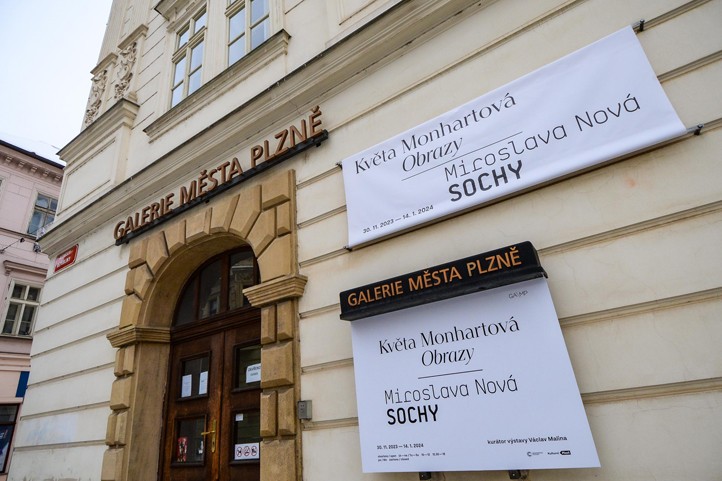 GALERIE MĚSTA PLZNĚ
Květa Monhartová
Obrazy
Miroslava Nová
SOCHY
30. 11. 2023 — 14. 1. 2024
GALERIE MĚSTA PLZNĚ
Květa Monhartová
Obrazy
Miroslava Nová
SOCHY
30. 11. 2023 — 14. 1. 2024
kurátor výstavy Václav Malina